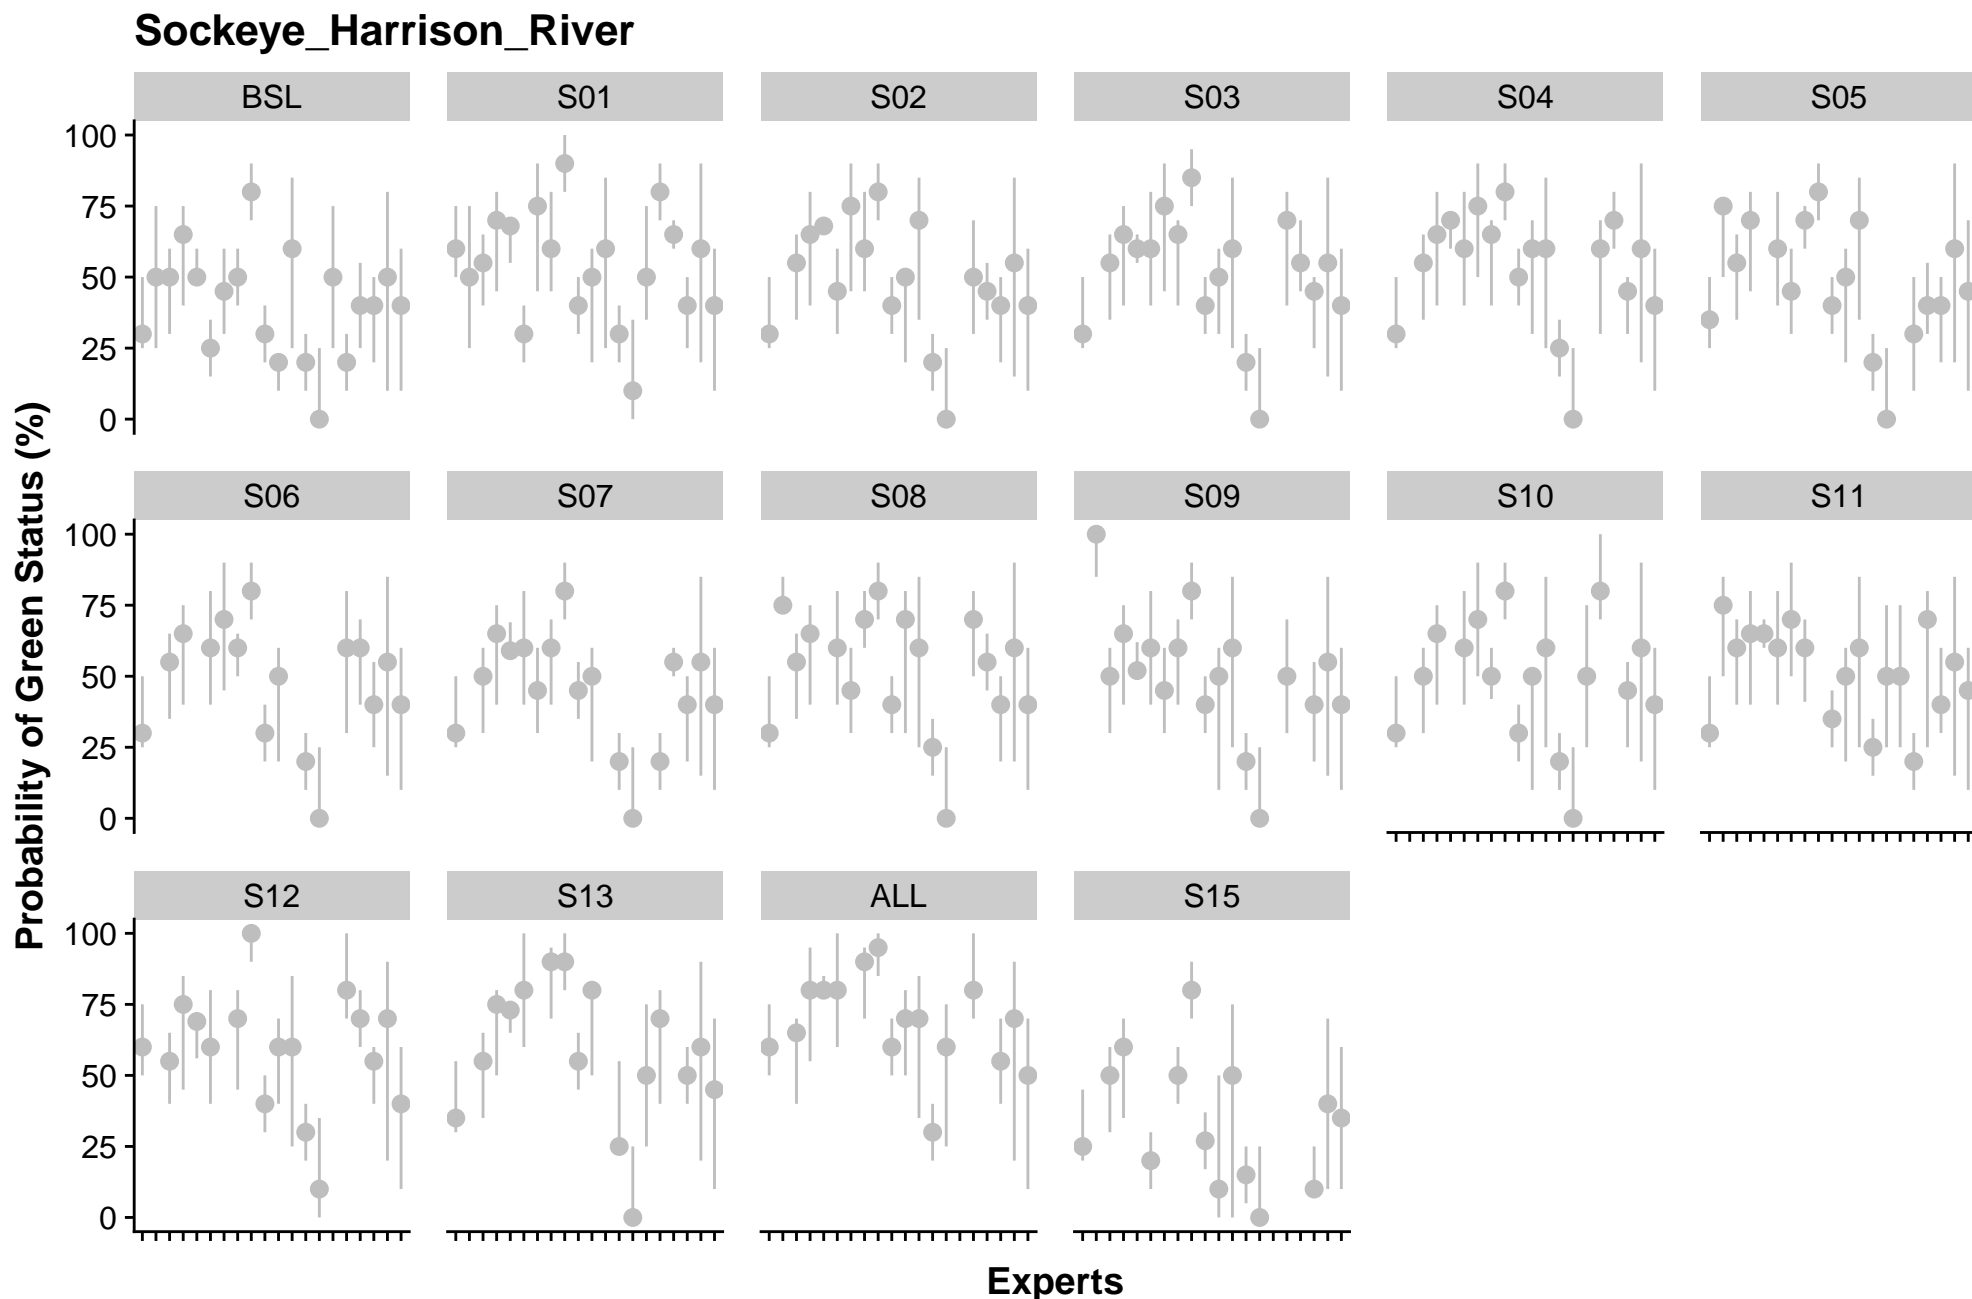 Sockeye_Harrison_River
BSL S01 S02 S03 S04 S05
100
75
50
25
0
S06 S07 S08 S09 S10 S11
100
75
50
25
0
S12 S13 ALL S15
100
75
50
25
0
Probability of Green Status (%)
Experts